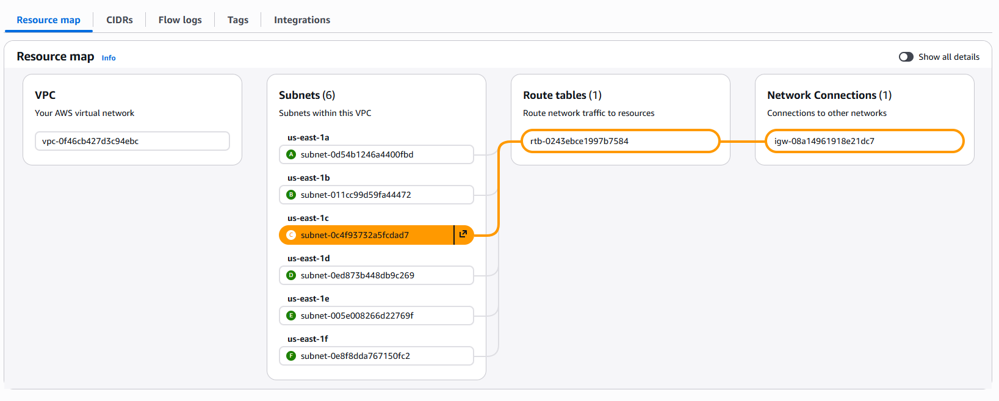 Resource map
CIDRs
Flow logs
Tags
Integrations
Resource map Info
Show all details
VPC
Your AWS virtual network
vpc-0f46cb427d3c94ebc
Subnets (6)
Subnets within this VPC
us-east-1a
A subnet-0d54b1246a4400fbd
us-east-1b
B subnet-011cc99d59fa44472
us-east-1c
C subnet-0c4f93732a5fcdad7
us-east-1d
D subnet-0ed873b448db9c269
us-east-1e
E subnet-005e008266d22769f
us-east-1f
F subnet-0e8f8dda767150fc2
Route tables (1)
Route network traffic to resources
rtb-0243ebce1997b7584
Network Connections (1)
Connections to other networks
igw-08a14961918e21dc7